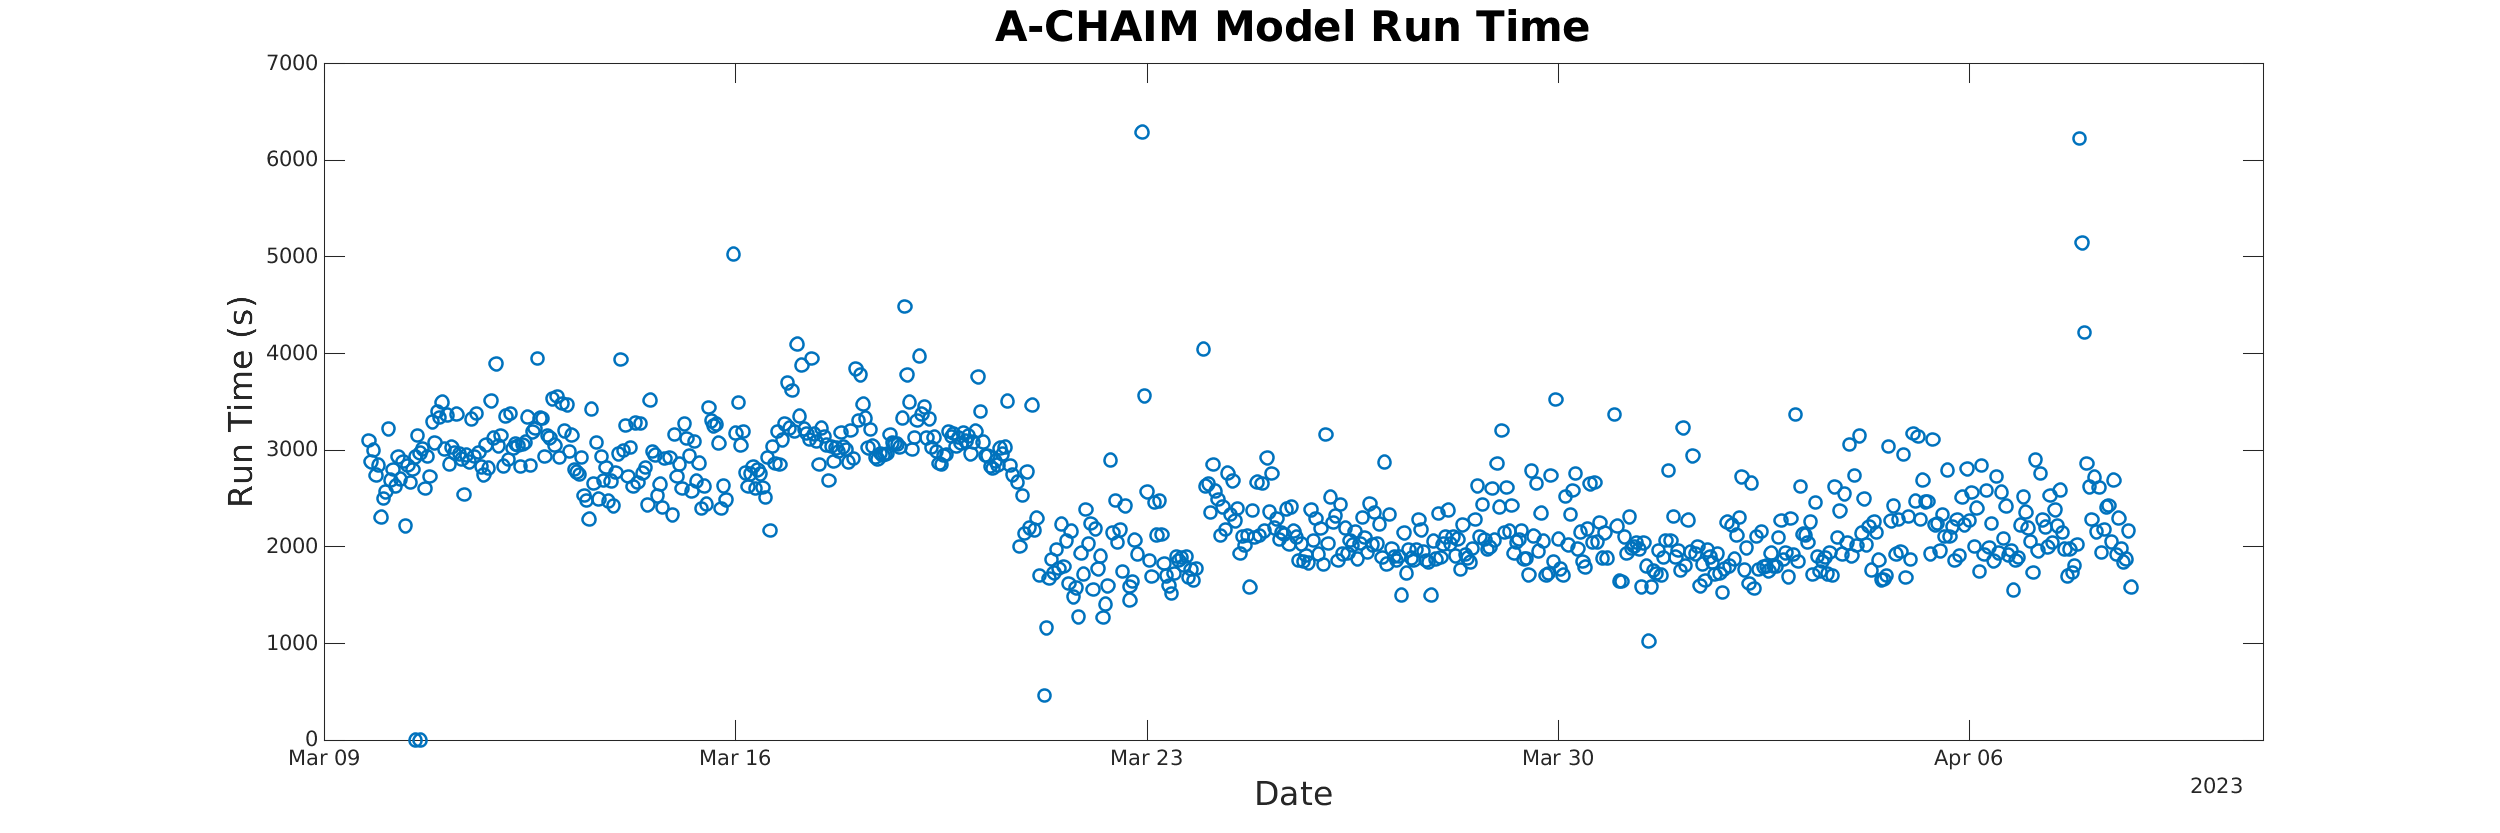 A-CHAIM Model Run Time
7000
6000
5000
4000
3000
2000
1000
0
Run Time (s)
Mar 09 Mar 16 Mar 23 Mar 30 Apr 06
2023
Date